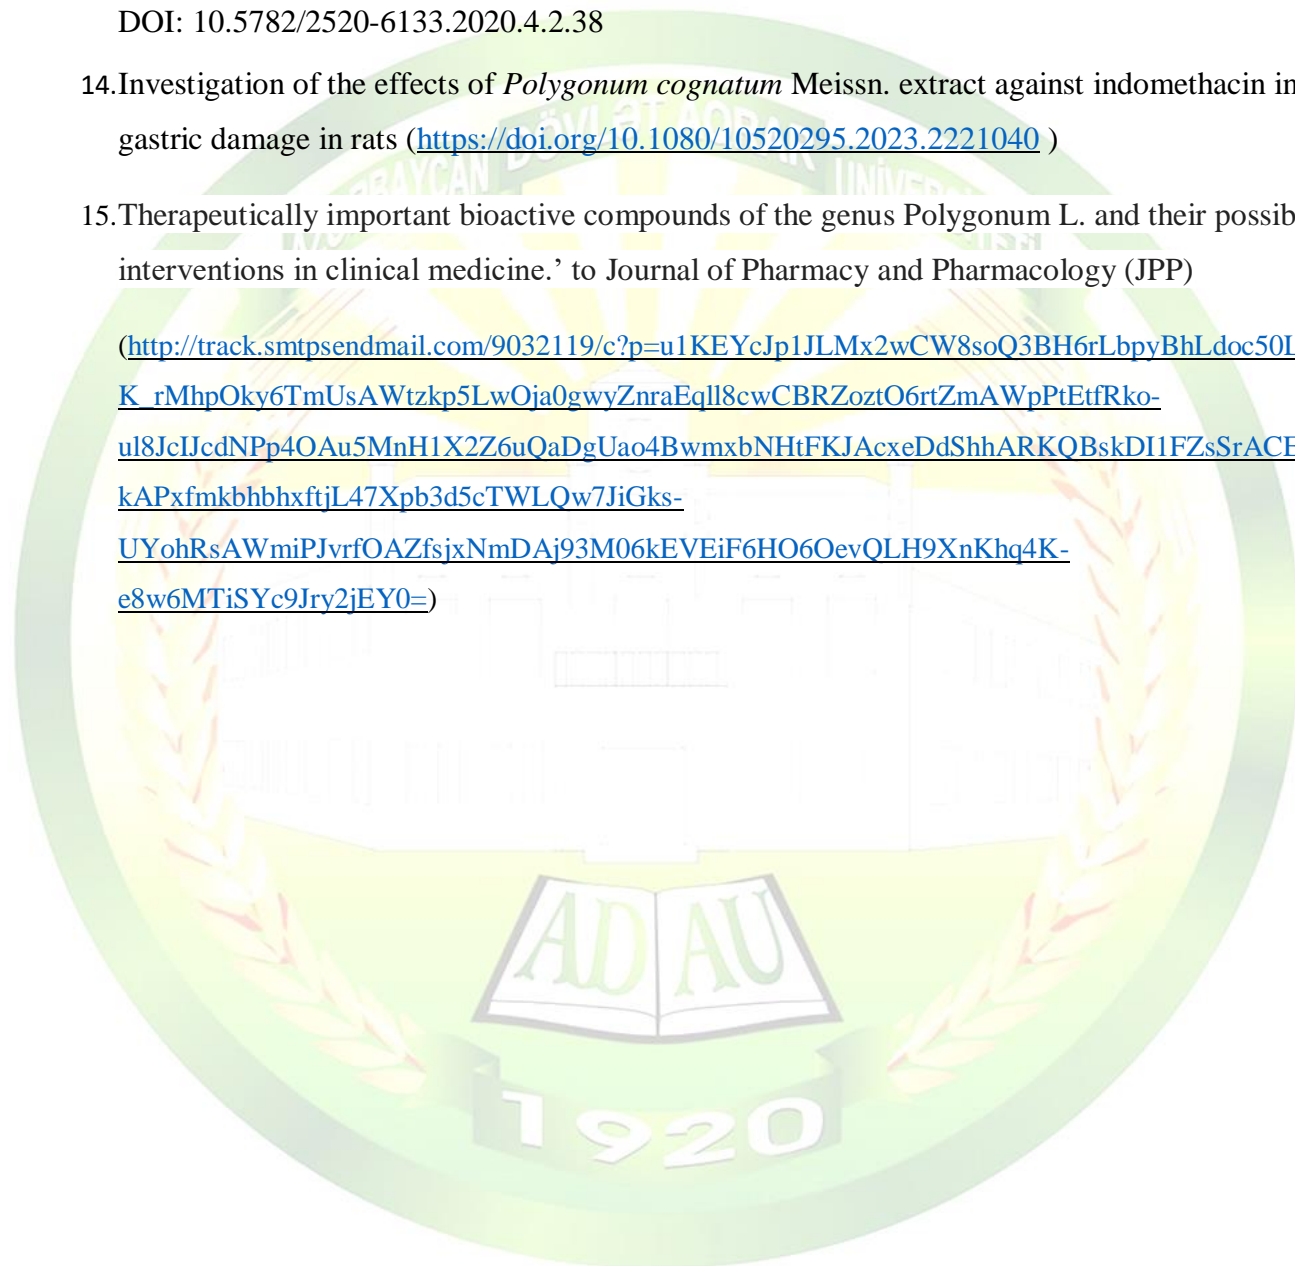 DOI: 10.5782/2520-6133.2020.4.2.38
14.Investigation of the effects of Polygonum cognatum Meissn. extract against indomethacin in
gastric damage in rats (https://doi.org/10.1080/10520295.2023.2221040 )
15.Therapeutically important bioactive compounds of the genus Polygonum L. and their possib
interventions in clinical medicine.’ to Journal of Pharmacy and Pharmacology (JPP)
(http://track.smtpsendmail.com/9032119/c?p=u1KEYcJp1JLMx2wCW8soQ3BH6rLbpyBhLdoc50L
K_rMhpOky6TmUsAWtzkp5LwOja0gwyZnraEqll8cwCBRZoztO6rtZmAWpPtEtfRko-
ul8JcIJcdNPp4OAu5MnH1X2Z6uQaDgUao4BwmxbNHtFKJAcxeDdShhARKQBskDI1FZsSrACE
kAPxfmkbhbhxftjL47Xpb3d5cTWLQw7JiGks-
UYohRsAWmiPJvrfOAZfsjxNmDAj93M06kEVEiF6HO6OevQLH9XnKhq4K-
e8w6MTiSYc9Jry2jEY0=)
AD AU
1920